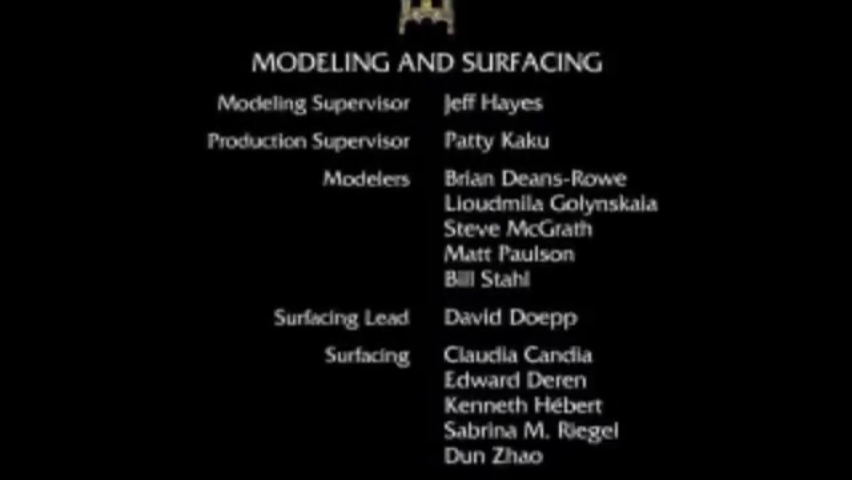 MODELING AND SURFACING
Modeling Supervisor Jeff Hayes
Production Supervisor Patty Kaku
Modelers Brian Deans-Rowe
Lioudmila Golynskaia
Steve McGrath
Matt Paulson
Bill Stahl
Surfacing Lead David Doepp
Surfacing Claudia Candia
Edward Deren
Kenneth Hébert
Sabrina M. Riegel
Dun Zhao